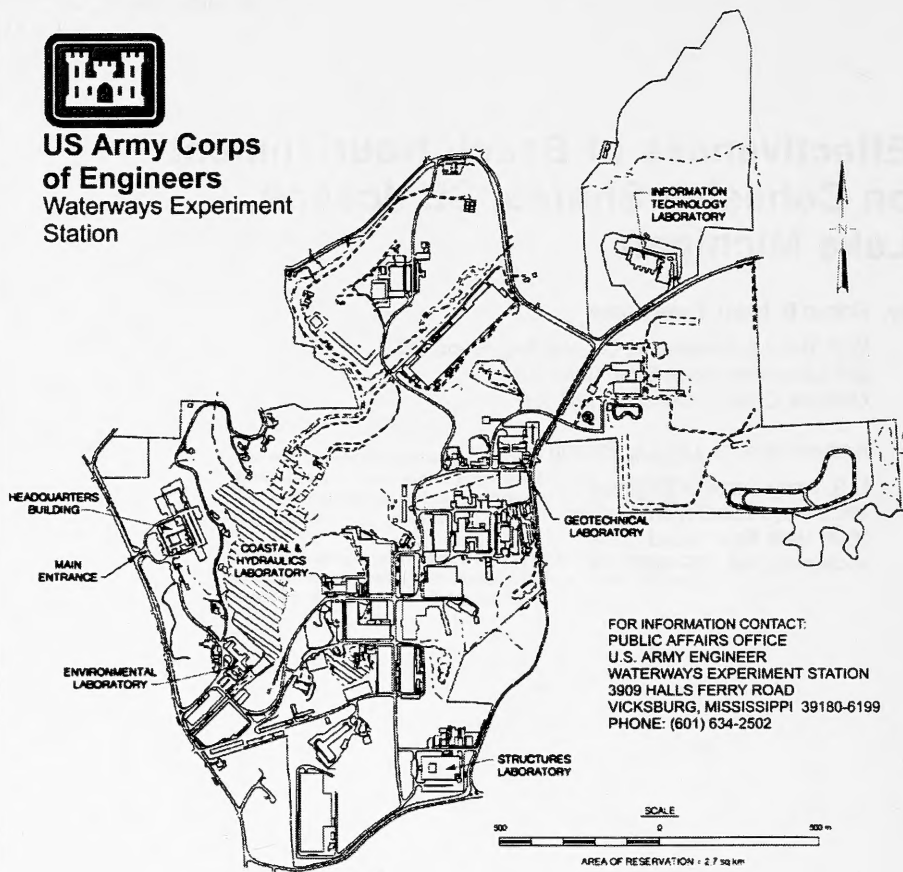 US Army Corps
of Engineers
Waterways Experiment
Station
INFORMATION
TECHNOLOGY
LABORATORY
N
HEADQUARTERS
BUILDING
MAIN
ENTRANCE
COASTAL &
HYDRAULICS
LABORATORY
GEOTECHNICAL
LABORATORY
ENVIRONMENTAL
LABORATORY
STRUCTURES
LABORATORY
FOR INFORMATION CONTACT:
PUBLIC AFFAIRS OFFICE
U.S. ARMY ENGINEER
WATERWAYS EXPERIMENT STATION
3909 HALLS FERRY ROAD
VICKSBURG, MISSISSIPPI 39180-6199
PHONE: (601) 634-2502
SCALE
500 0 500 m
AREA OF RESERVATION = 2.7 sq km